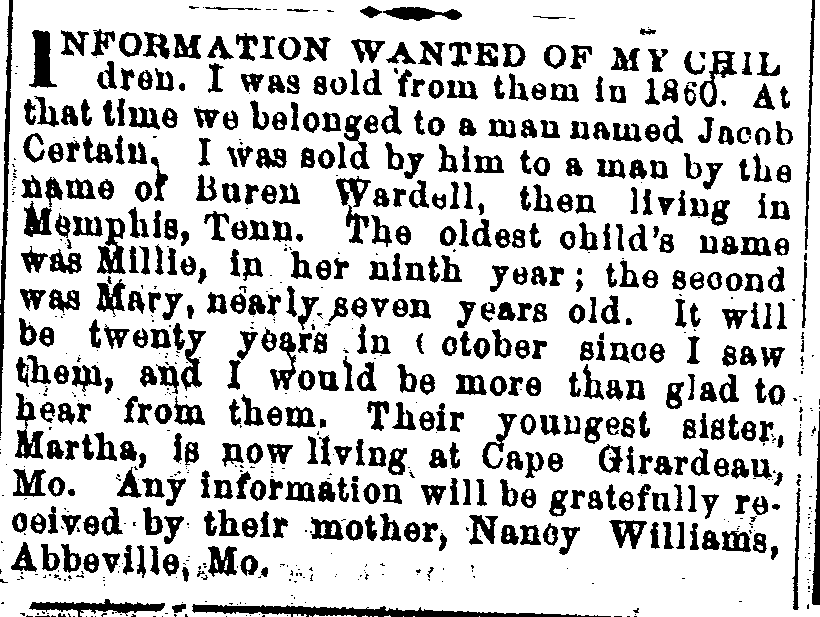 INFORMATION WANTED OF MY CHIL
dren. I was sold from them in 1860. At
that time we belonged to a man named Jacob
Certain. I was sold by him to a man by the
name of Buren Wardell, then living in
Memphis, Tenn. The oldest child's name
was Millie, in her ninth year; the second
was Mary, nearly seven years old. It will
be twenty years in ( ctober since I saw
them, and I would be more than glad to
hear from them. Their youngest sister,
Martha, is now living at Cape Girardeau,
Mo. Any information will be gratefully re-
ceived by their mother, Nancy Williams,
Abbeville, Mo.